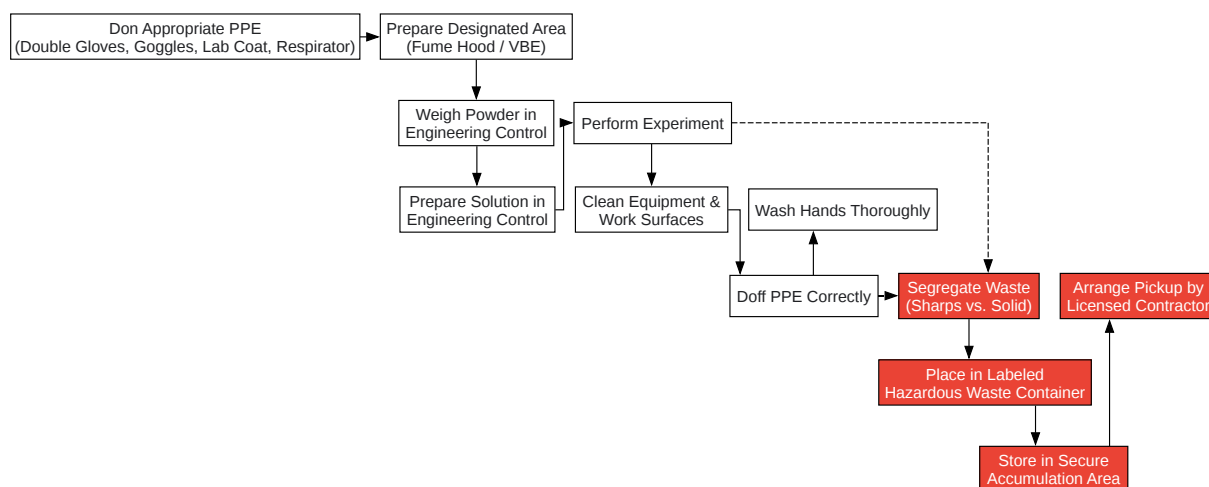 Don Appropriate PPE
(Double Gloves, Goggles, Lab Coat, Respirator)
Prepare Designated Area
(Fume Hood / VBE)
Weigh Powder in
Engineering Control
Prepare Solution in
Engineering Control
Perform Experiment
Clean Equipment &
Work Surfaces
Wash Hands Thoroughly
Doff PPE Correctly
Segregate Waste
(Sharps vs. Solid)
Place in Labeled
Hazardous Waste Container
Store in Secure
Accumulation Area
Arrange Pickup by
Licensed Contractor